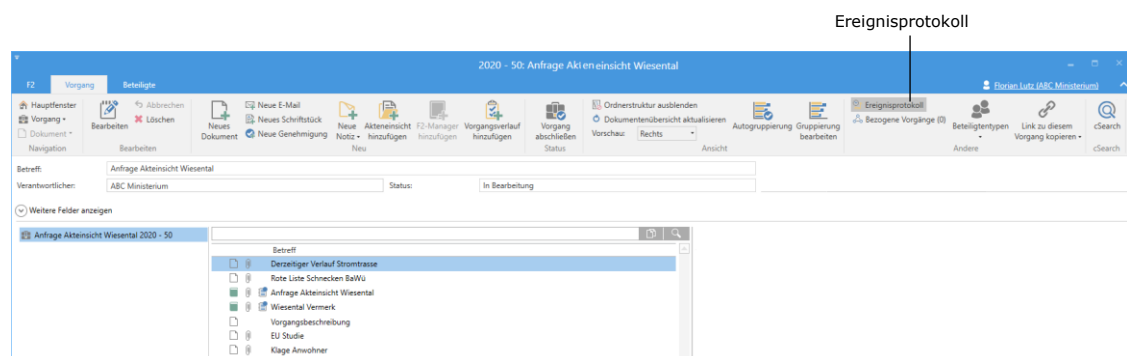 Ereignisprotokoll
2020 - 50: Anfrage Akteneinsicht Wiesental
F2 Vorgang Beteiligte Florian Lutz (ABC Ministerium)
Hauptfenster Abbrechen Neue E-Mail Ordnerstruktur ausblenden Ereignisprotokoll
Vorgang Löschen Neues Schriftstück Dokumentenübersicht aktualisieren Bezogene Vorgänge (0)
Dokument Bearbeiten Neues Dokument Neue Genehmigung Neue Notiz Akteneinsicht hinzufügen F2-Manager hinzufügen Vorgangsverlauf hinzufügen Vorgang abschließen Vorschau: Rechts Autogruppierung Gruppierung bearbeiten Beteiligtentypen Link zu diesem Vorgang kopieren cSearch
Navigation Bearbeiten Neu Status Ansicht Andere cSearch
Betreff: Anfrage Akteneinsicht Wiesental
Verantwortlicher: ABC Ministerium Status: In Bearbeitung
Weitere Felder anzeigen
Anfrage Akteinsicht Wiesental 2020 - 50
Betreff
Derzeitiger Verlauf Stromtrasse
Rote Liste Schnecken BaWü
Anfrage Akteinsicht Wiesental
Wiesental Vermerk
Vorgangsbeschreibung
EU Studie
Klage Anwohner